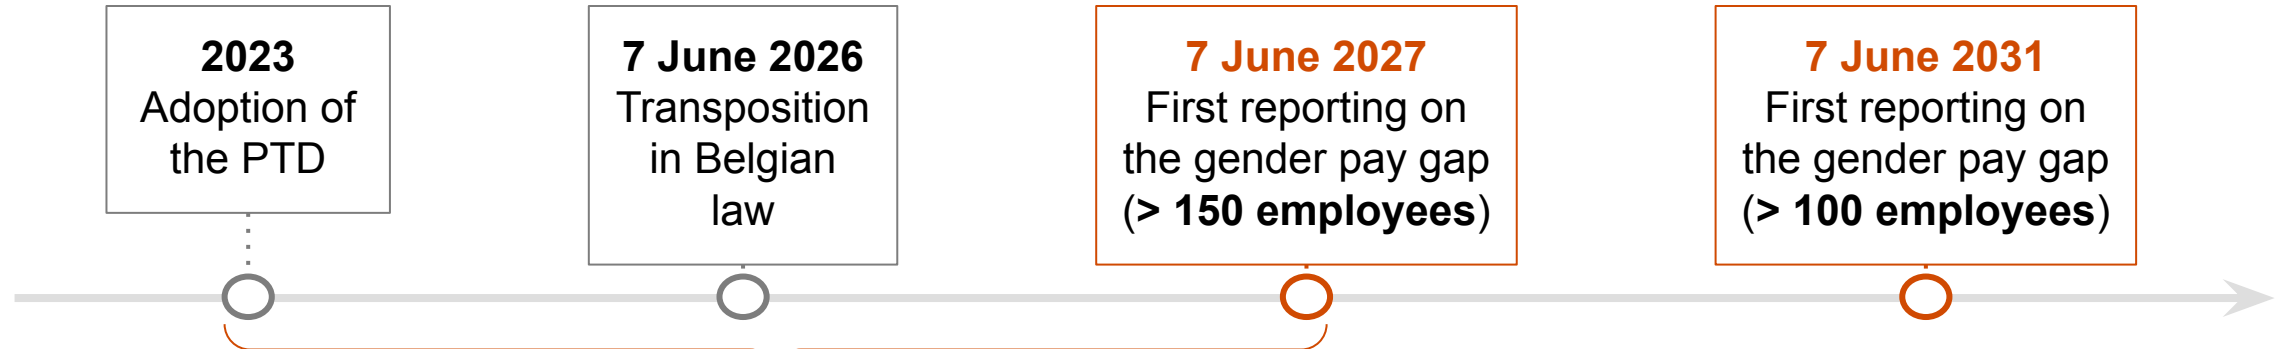 2023
Adoption of
the PTD
7 June 2026
Transposition
in Belgian
law
7 June 2027
First reporting on
the gender pay gap
(> 150 employees)
7 June 2031
First reporting on
the gender pay gap
(> 100 employees)